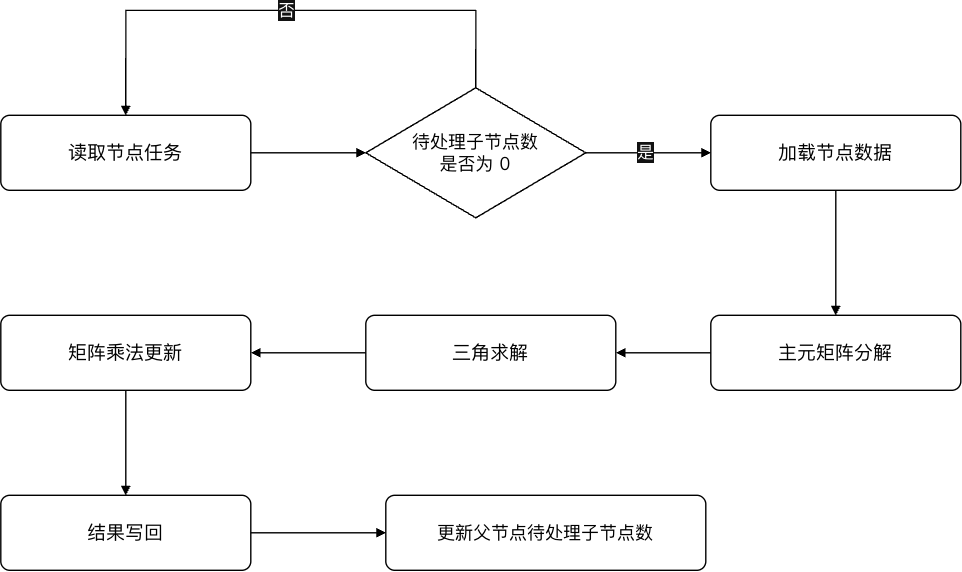 否
读取节点任务
待处理子节点数
是否为 0
是
加载节点数据
矩阵乘法更新
三角求解
主元矩阵分解
结果写回
更新父节点待处理子节点数